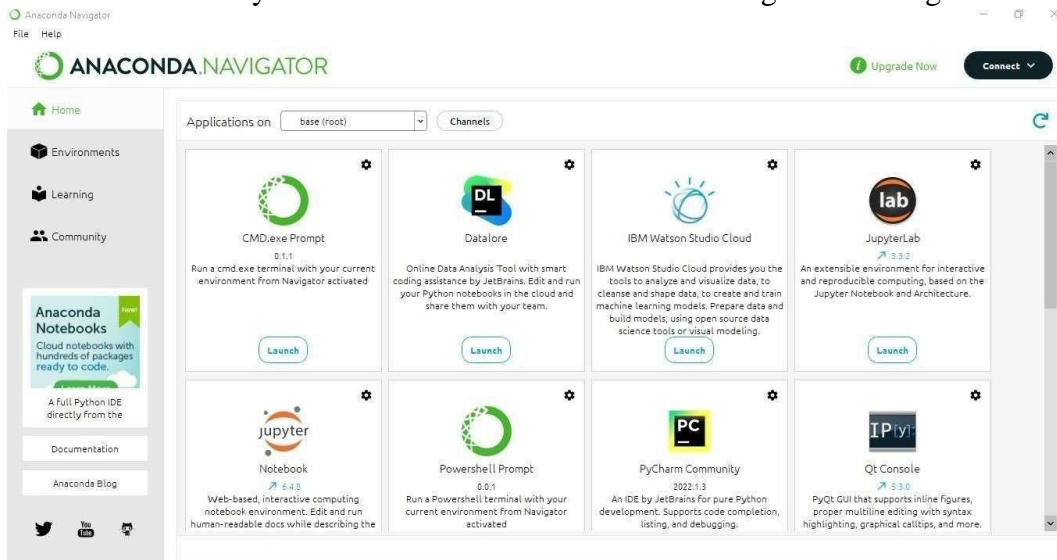 Anaconda Navigator
File Help
ANACONDA.NAVIGATOR
Upgrade Now
Connect
Home
Environments
Learning
Community
Anaconda Notebooks
New!
Cloud notebooks with
hundreds of packages
ready to code.
A full Python IDE
directly from the
Documentation
Anaconda Blog
You
Tube
Applications on base (root) Channels
DL
CMD.exe Prompt
0.1.1
Run a cmd.exe terminal with your current
environment from Navigator activated
Launch
Datalore
Online Data Analysis Tool with smart
coding assistance by JetBrains. Edit and run
your Python notebooks in the cloud and
share them with your team.
Launch
IBM Watson Studio Cloud
IBM Watson Studio Cloud provides you the
tools to analyze and visualize data, to
cleanse and shape data, to create and train
machine learning models. Prepare data and
build models, using open source data
science tools or visual modeling.
Launch
lab
JupyterLab
3.3.2
An extensible environment for interactive
and reproducible computing, based on the
Jupyter Notebook and Architecture.
Launch
jupyter
Notebook
6.4.8
Web-based, interactive computing
notebook environment. Edit and run
human-readable docs while describing the
Powershell Prompt
0.0.1
Run a Powershell terminal with your
current environment from Navigator
activated
PC
PyCharm Community
2022.1.3
An IDE by JetBrains for pure Python
development. Supports code completion,
listing, and debugging.
IP[y]:
Qt Console
5.3.0
PyQt GUI that supports inline figures,
proper multiline editing with syntax
highlighting, graphical calltips, and more.